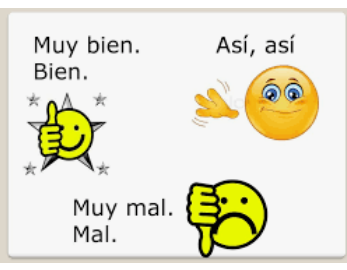 Muy bien.
Bien.
Así, así
Muy mal.
Mal.